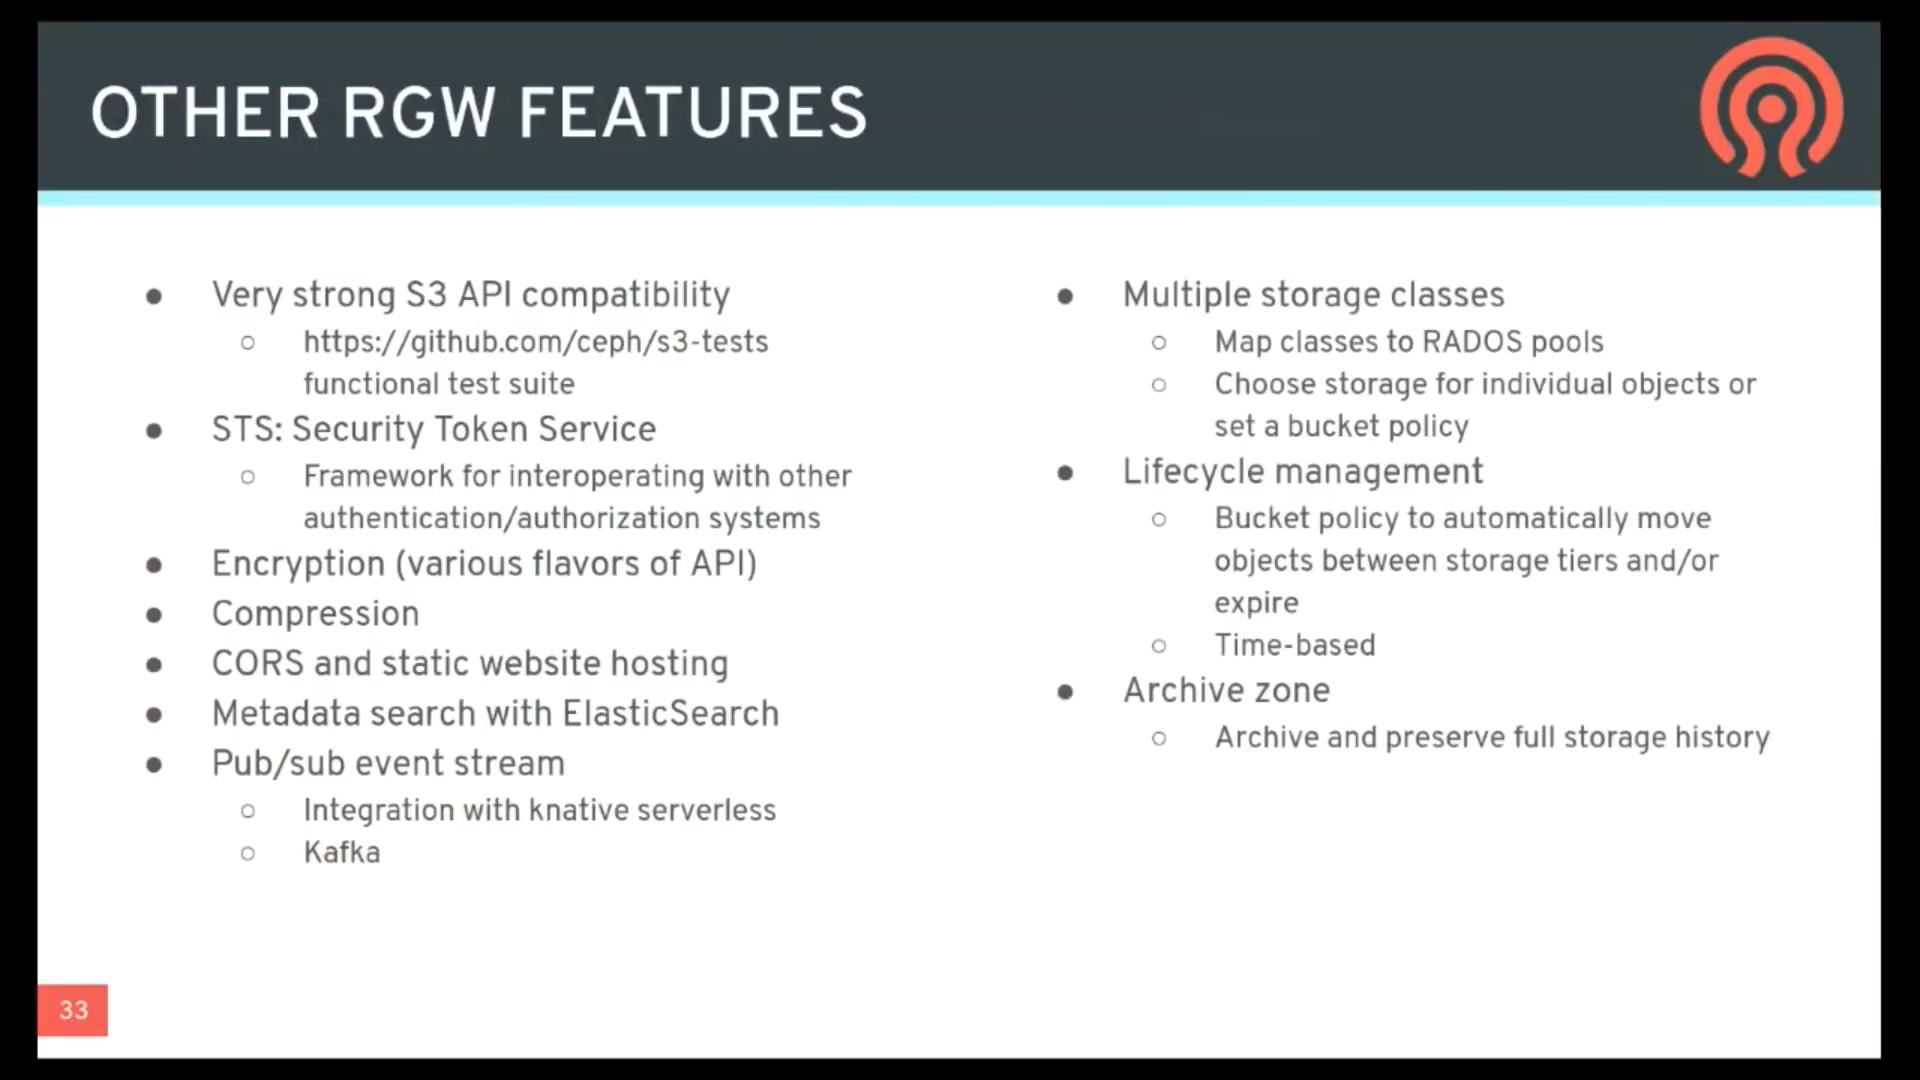 OTHER RGW FEATURES
● Very strong S3 API compatibility
○ https://github.com/ceph/s3-tests
functional test suite
● STS: Security Token Service
○ Framework for interoperating with other
authentication/authorization systems
● Encryption (various flavors of API)
● Compression
● CORS and static website hosting
● Metadata search with ElasticSearch
● Pub/sub event stream
○ Integration with knative serverless
○ Kafka
● Multiple storage classes
○ Map classes to RADOS pools
○ Choose storage for individual objects or
set a bucket policy
● Lifecycle management
○ Bucket policy to automatically move
objects between storage tiers and/or
expire
○ Time-based
● Archive zone
○ Archive and preserve full storage history
33